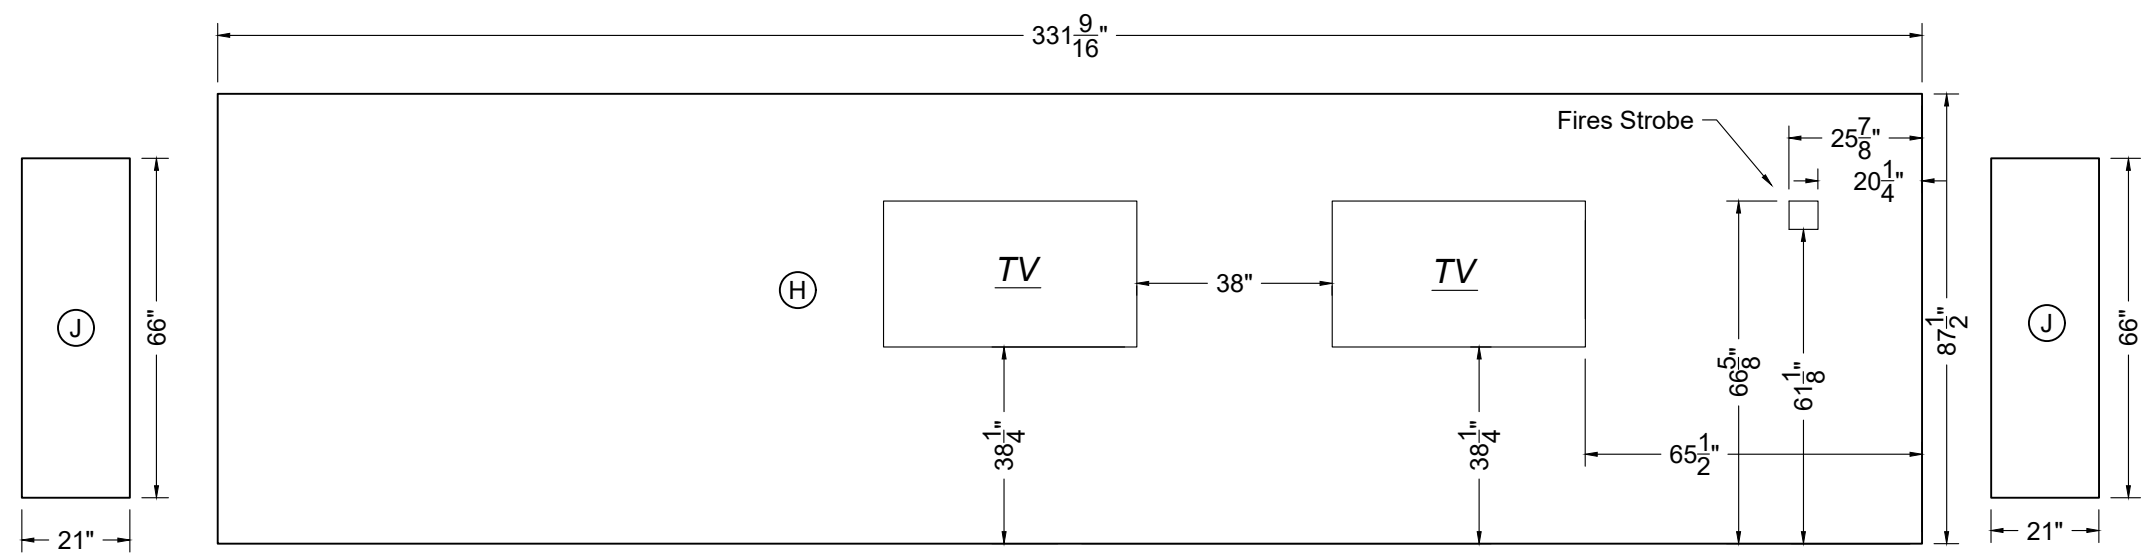 331 9/16"
Fires Strobe
25 7/8"
20 1/4"
TV
TV
H
38"
J
66"
87 1/2"
J
66"
66 5/8"
61 1/8"
38 1/4"
38 1/4"
65 1/2"
21"
21"